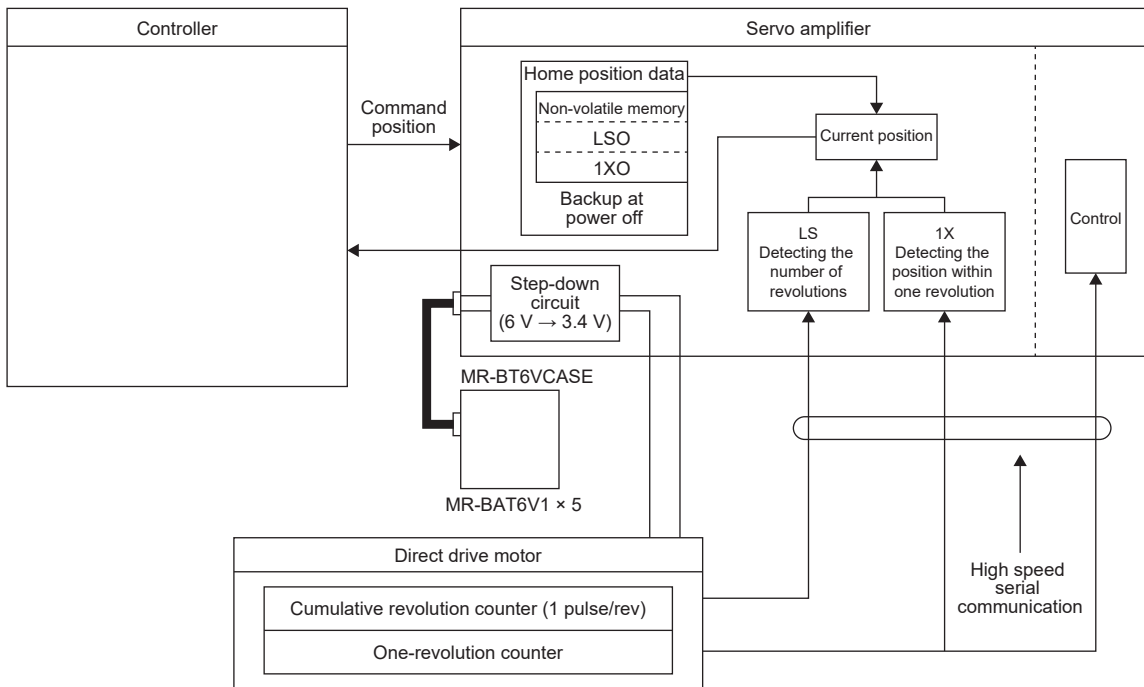 Controller
Servo amplifier
Command
position
Home position data
Non-volatile memory
LSO
1XO
Backup at
power off
Current position
LS
Detecting the
number of
revolutions
1X
Detecting the
position within
one revolution
Control
Step-down
circuit
(6 V → 3.4 V)
MR-BT6VCASE
MR-BAT6V1 × 5
Direct drive motor
Cumulative revolution counter (1 pulse/rev)
One-revolution counter
High speed
serial
communication